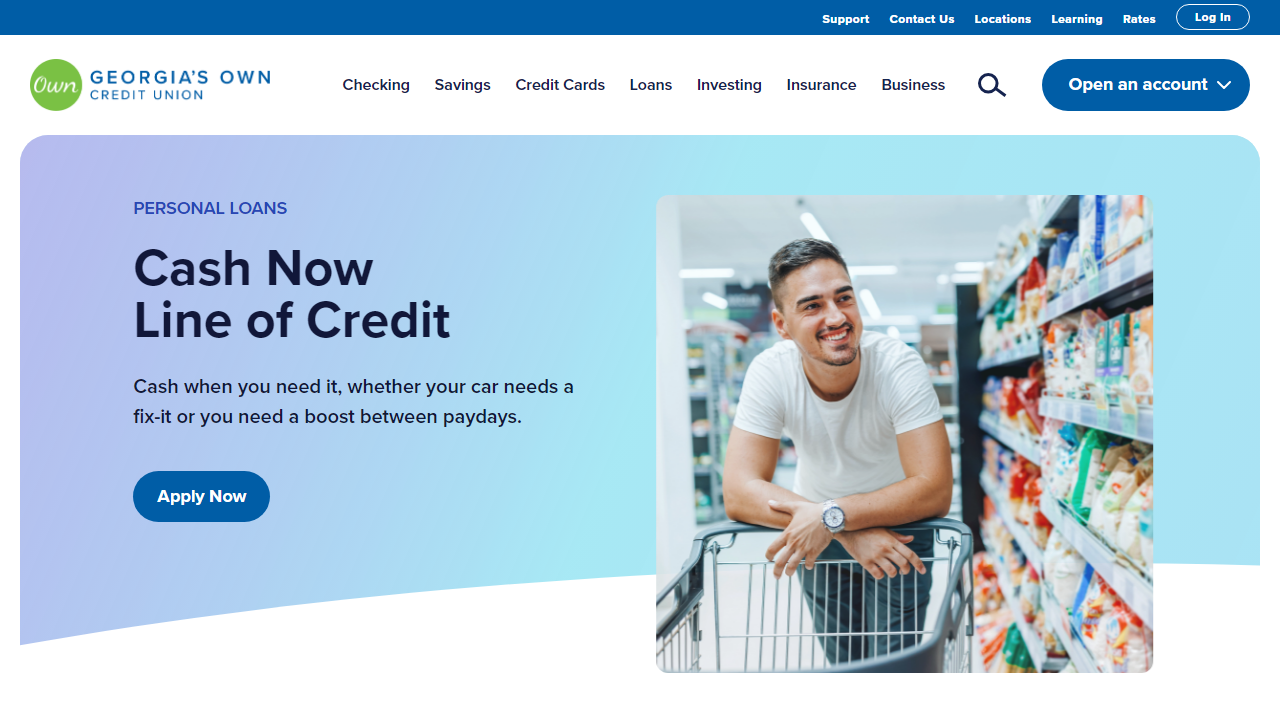 Support Contact Us Locations Learning Rates Log In
Own GEORGIA'S OWN
CREDIT UNION
Checking Savings Credit Cards Loans Investing Insurance Business Open an account
PERSONAL LOANS
Cash Now
Line of Credit
Cash when you need it, whether your car needs a
fix-it or you need a boost between paydays.
Apply Now